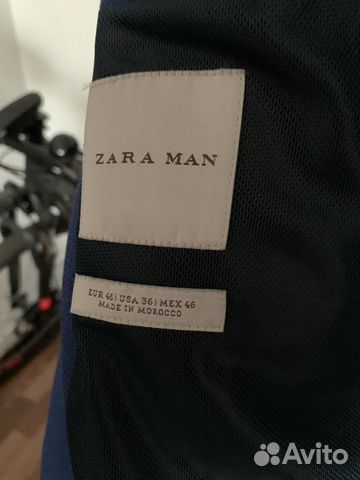 ZARA MAN
EUR 46 | USA 36 | MEX 46
MADE IN MOROCCO
Avito